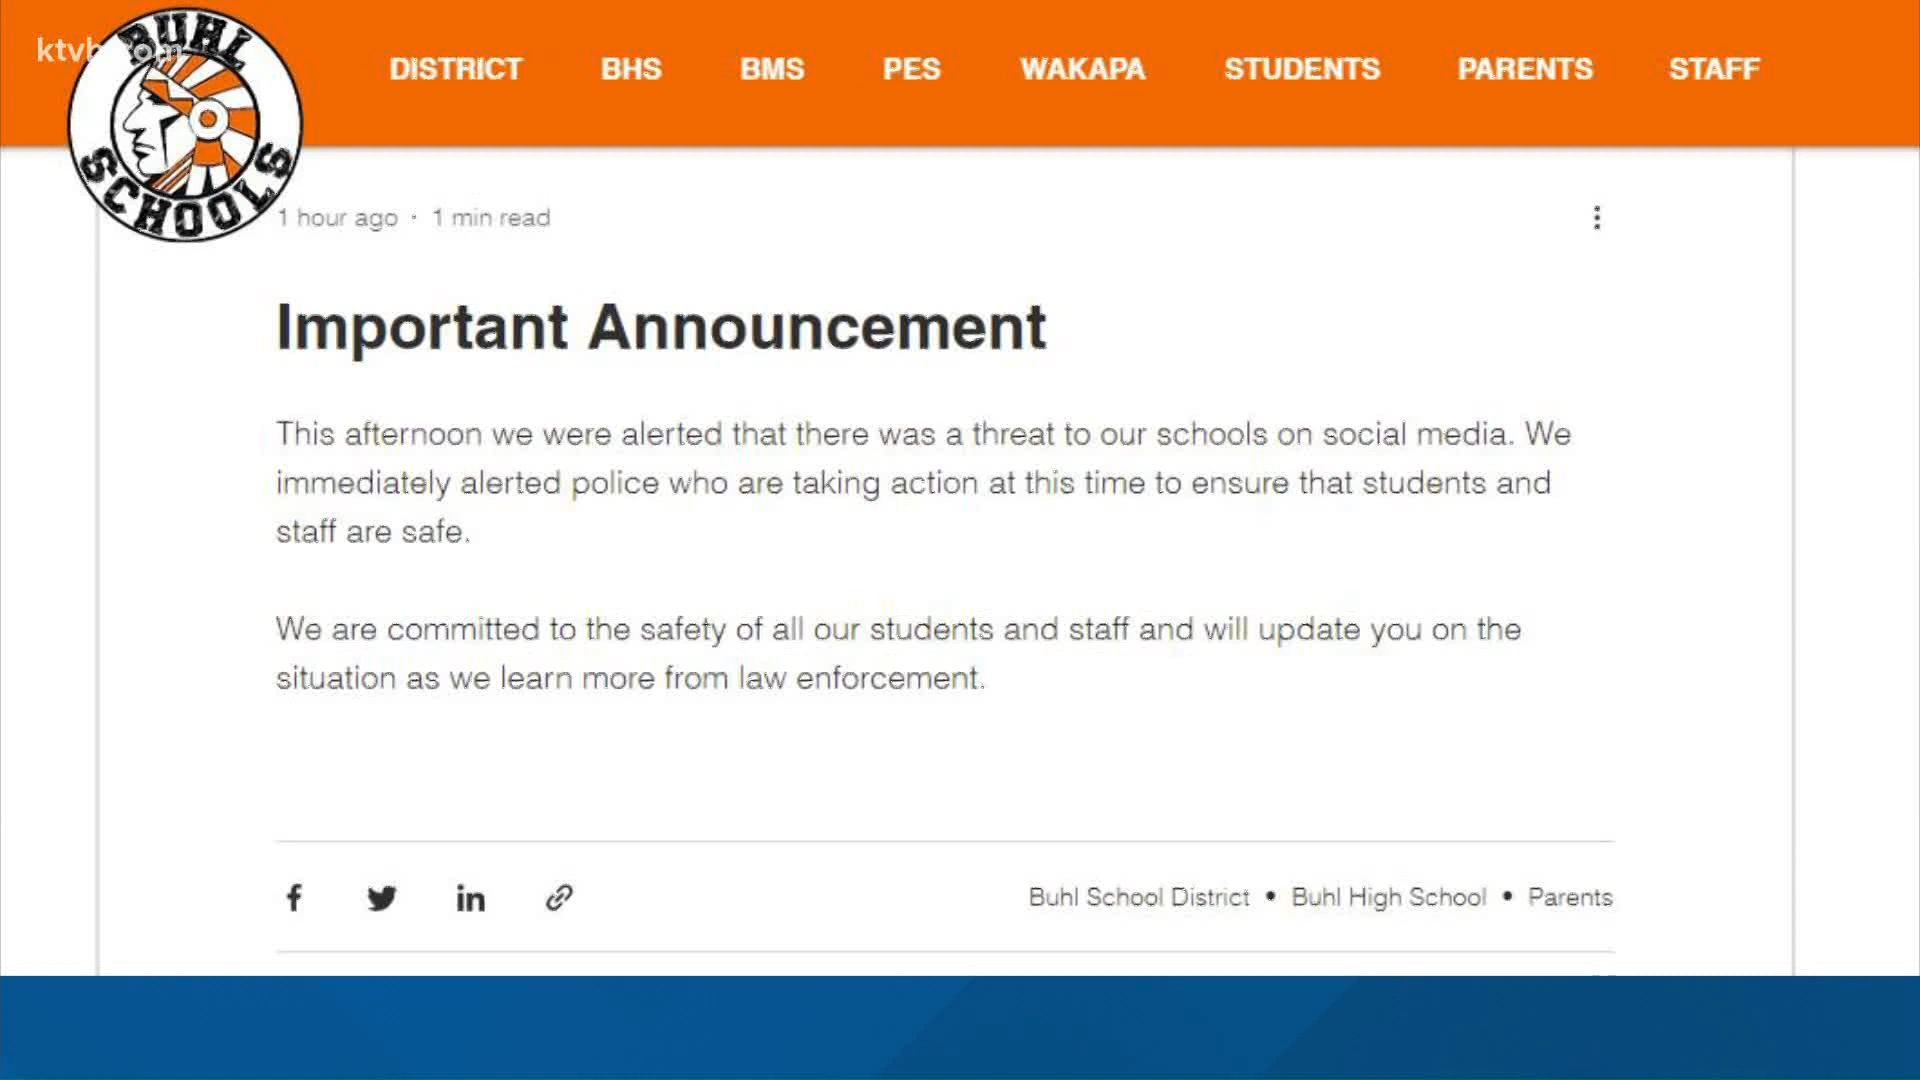 ktvb.com
BUHL
SCHOOLS
DISTRICT BHS BMS PES WAKAPA STUDENTS PARENTS STAFF
1 hour ago · 1 min read
Important Announcement
This afternoon we were alerted that there was a threat to our schools on social media. We
immediately alerted police who are taking action at this time to ensure that students and
staff are safe.
We are committed to the safety of all our students and staff and will update you on the
situation as we learn more from law enforcement.
Buhl School District • Buhl High School • Parents